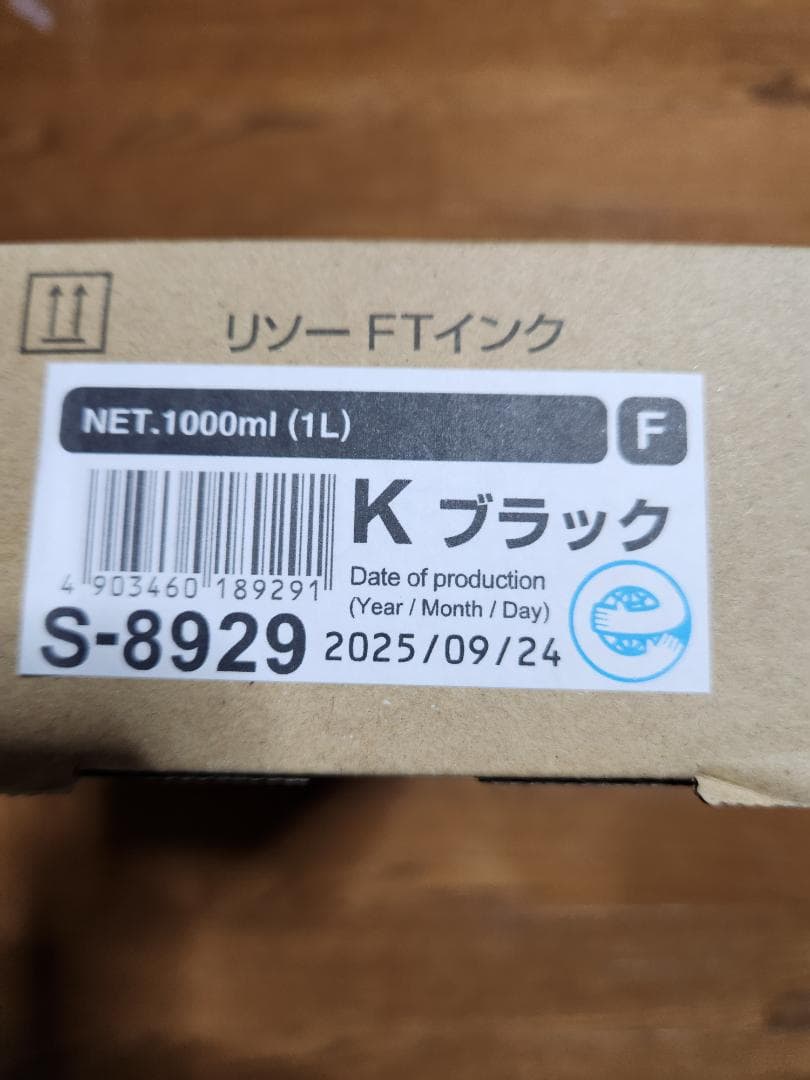 リソー FTインク
NET.1000ml (1L)
F
K ブラック
4 903460 189291
Date of production
(Year / Month / Day)
S-8929
2025/09/24